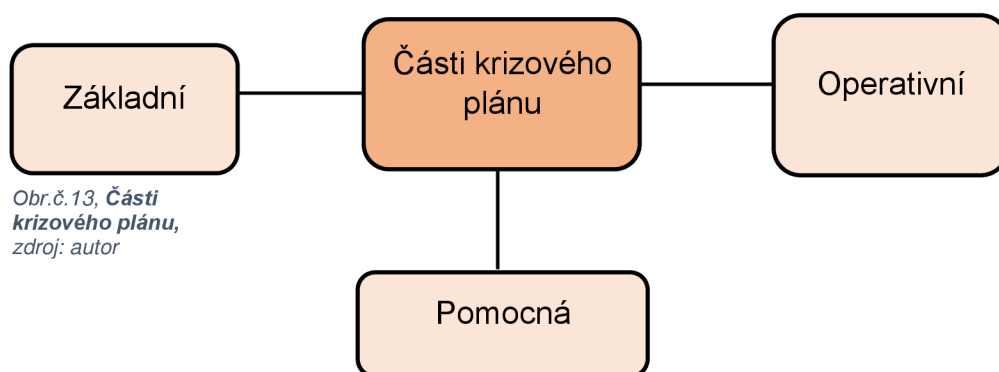 Základní
Části krizového
plánu
Operativní
Obr.č.13, Části
krizového plánu,
zdroj: autor
Pomocná